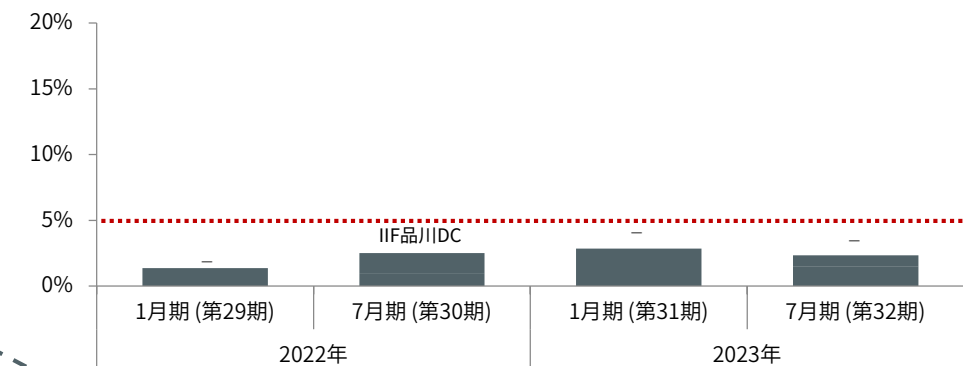 20%
15%
10%
5%
0%
–
IIF品川DC
–
–
1月期 (第29期)
7月期 (第30期)
1月期 (第31期)
7月期 (第32期)
2022年
2023年